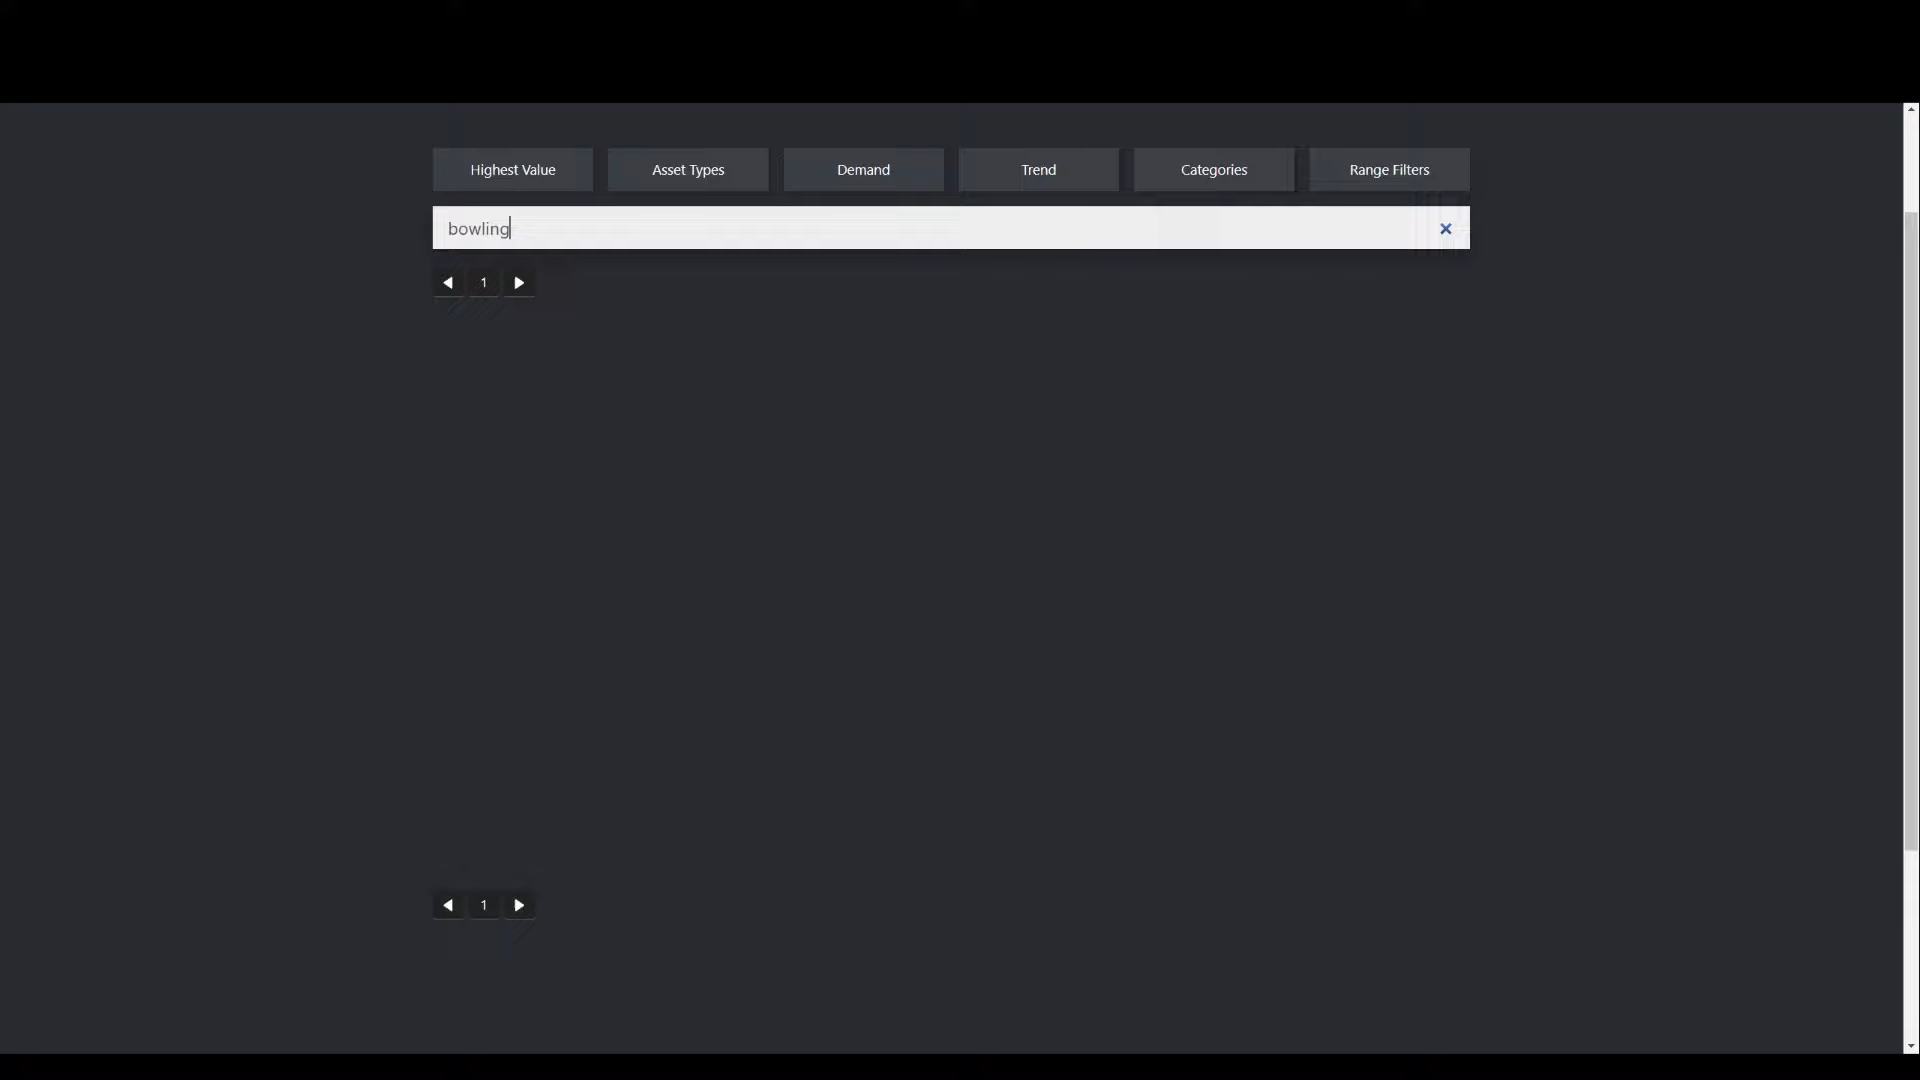 Highest Value Asset Types Demand Trend Categories Range Filters
bowling
1
1